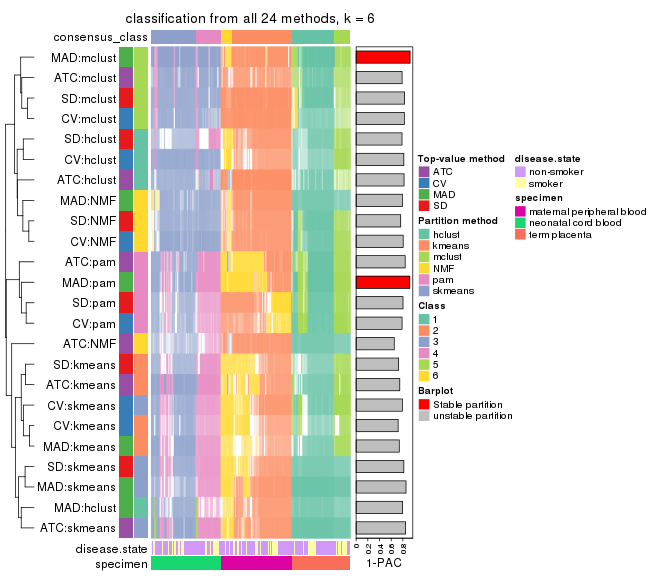 classification from all 24 methods, k = 6
consensus_class
MAD:mclust
ATC:mclust
SD:mclust
CV:mclust
SD:hclust
CV:hclust
ATC:hclust
MAD:NMF
SD:NMF
CV:NMF
ATC:pam
MAD:pam
SD:pam
CV:pam
ATC:NMF
SD:kmeans
ATC:kmeans
CV:skmeans
CV:kmeans
MAD:kmeans
SD:skmeans
MAD:skmeans
MAD:hclust
ATC:skmeans
disease.state
specimen
0 0.2 0.4 0.6 0.8
1-PAC
Top-value method
ATC
CV
MAD
SD
Partition method
hclust
kmeans
mclust
NMF
pam
skmeans
Class
1
2
3
4
5
6
Barplot
Stable partition
unstable partition
disease.state
non-smoker
smoker
specimen
maternal peripheral blood
neonatal cord blood
term placenta